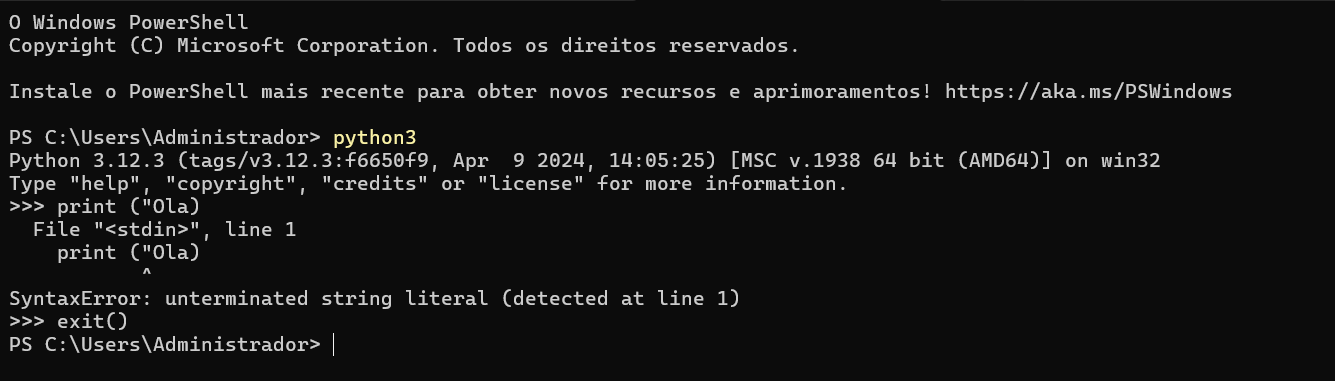 O Windows PowerShell
Copyright (C) Microsoft Corporation. Todos os direitos reservados.
Instale o PowerShell mais recente para obter novos recursos e aprimoramentos! https://aka.ms/PSWindows
PS C:\Users\Administrador> python3
Python 3.12.3 (tags/v3.12.3:f6650f9, Apr  9 2024, 14:05:25) [MSC v.1938 64 bit (AMD64)] on win32
Type "help", "copyright", "credits" or "license" for more information.
>>> print ("Ola)
  File "<stdin>", line 1
    print ("Ola)
           ^
SyntaxError: unterminated string literal (detected at line 1)
>>> exit()
PS C:\Users\Administrador>